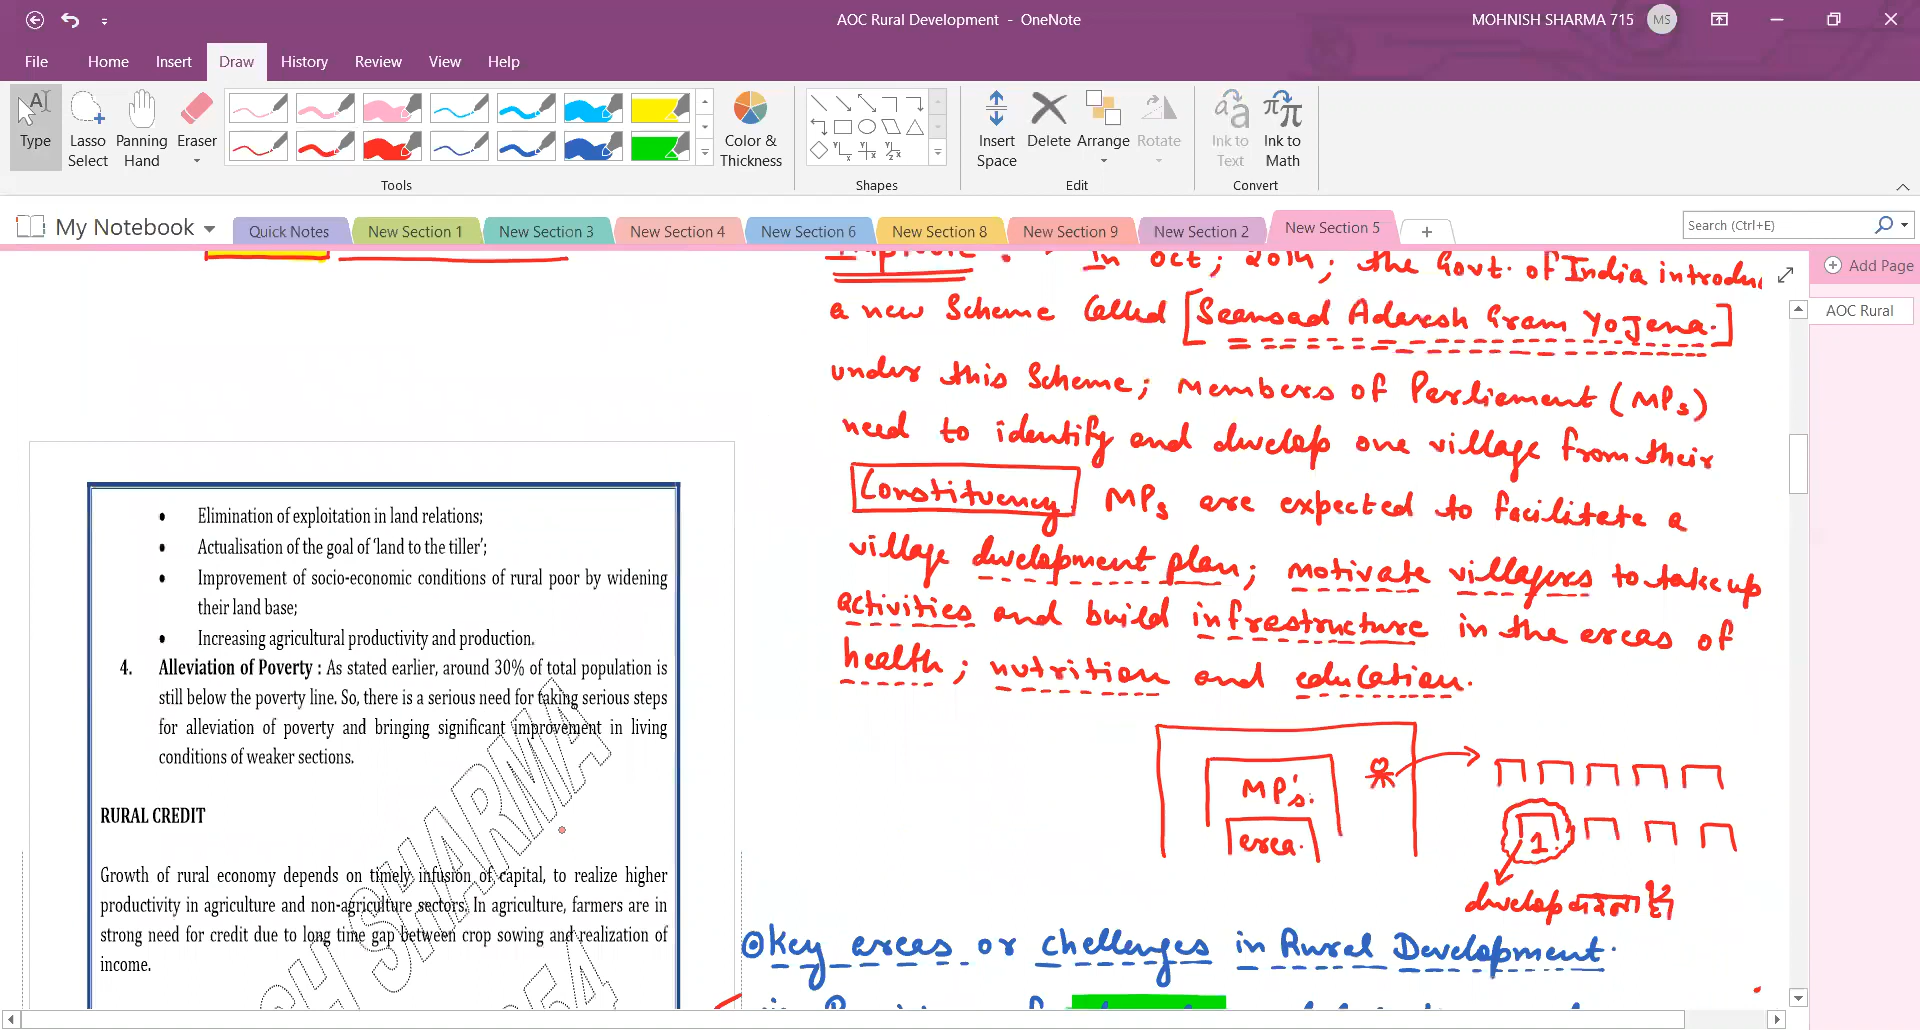 AOC Rural Development - OneNote
MOHNISH SHARMA 715
MS
File Home Insert Draw History Review View Help
Type
Lasso Select
Panning Hand
Eraser
Color & Thickness
Insert Space
Delete
Arrange
Rotate
Ink to Text
Ink to Math
Tools
Shapes
Edit
Convert
My Notebook
Quick Notes
New Section 1
New Section 3
New Section 4
New Section 6
New Section 8
New Section 9
New Section 2
New Section 5
Search (Ctrl+E)
Add Page
AOC Rural
• Elimination of exploitation in land relations;
• Actualisation of the goal of 'land to the tiller';
• Improvement of socio-economic conditions of rural poor by widening
their land base;
• Increasing agricultural productivity and production.
4. Alleviation of Poverty : As stated earlier, around 30% of total population is
still below the poverty line. So, there is a serious need for taking serious steps
for alleviation of poverty and bringing significant improvement in living
conditions of weaker sections.
RURAL CREDIT
Growth of rural economy depends on timely infusion of capital, to realize higher
productivity in agriculture and non-agriculture sectors. In agriculture, farmers are in
strong need for credit due to long time gap between crop sowing and realization of
income.
SH SHARMA
In Oct, 2014; the Govt. of India introdu
a new Scheme Called [Seansad Adaresh Gram Yojena.]
under this Scheme; Members of Parliement (MPs)
need to identify and develop one village from their
Constituency MPs are expected to facilitate a
village development plan; motivate villagers to take up
activities and build infrastructure in the areas of
health; nutrition and education.
MP's.
area.
1
develop करना है
⊙ Key areas or challenges in Rural Development.